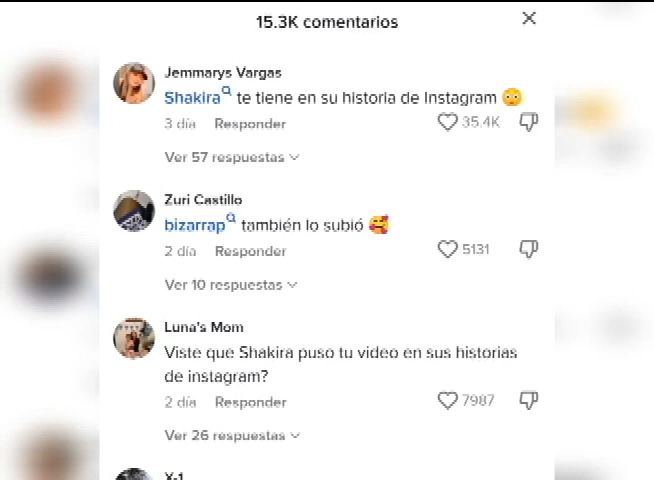 15.3K comentarios
Jemmarys Vargas
Shakira te tiene en su historia de Instagram 😳
3 día Responder 35.4K
Ver 57 respuestas
Zuri Castillo
bizarrap también lo subió 🥰
2 día Responder 5131
Ver 10 respuestas
Luna's Mom
Viste que Shakira puso tu video en sus historias
de instagram?
2 día Responder 7987
Ver 26 respuestas
X-1